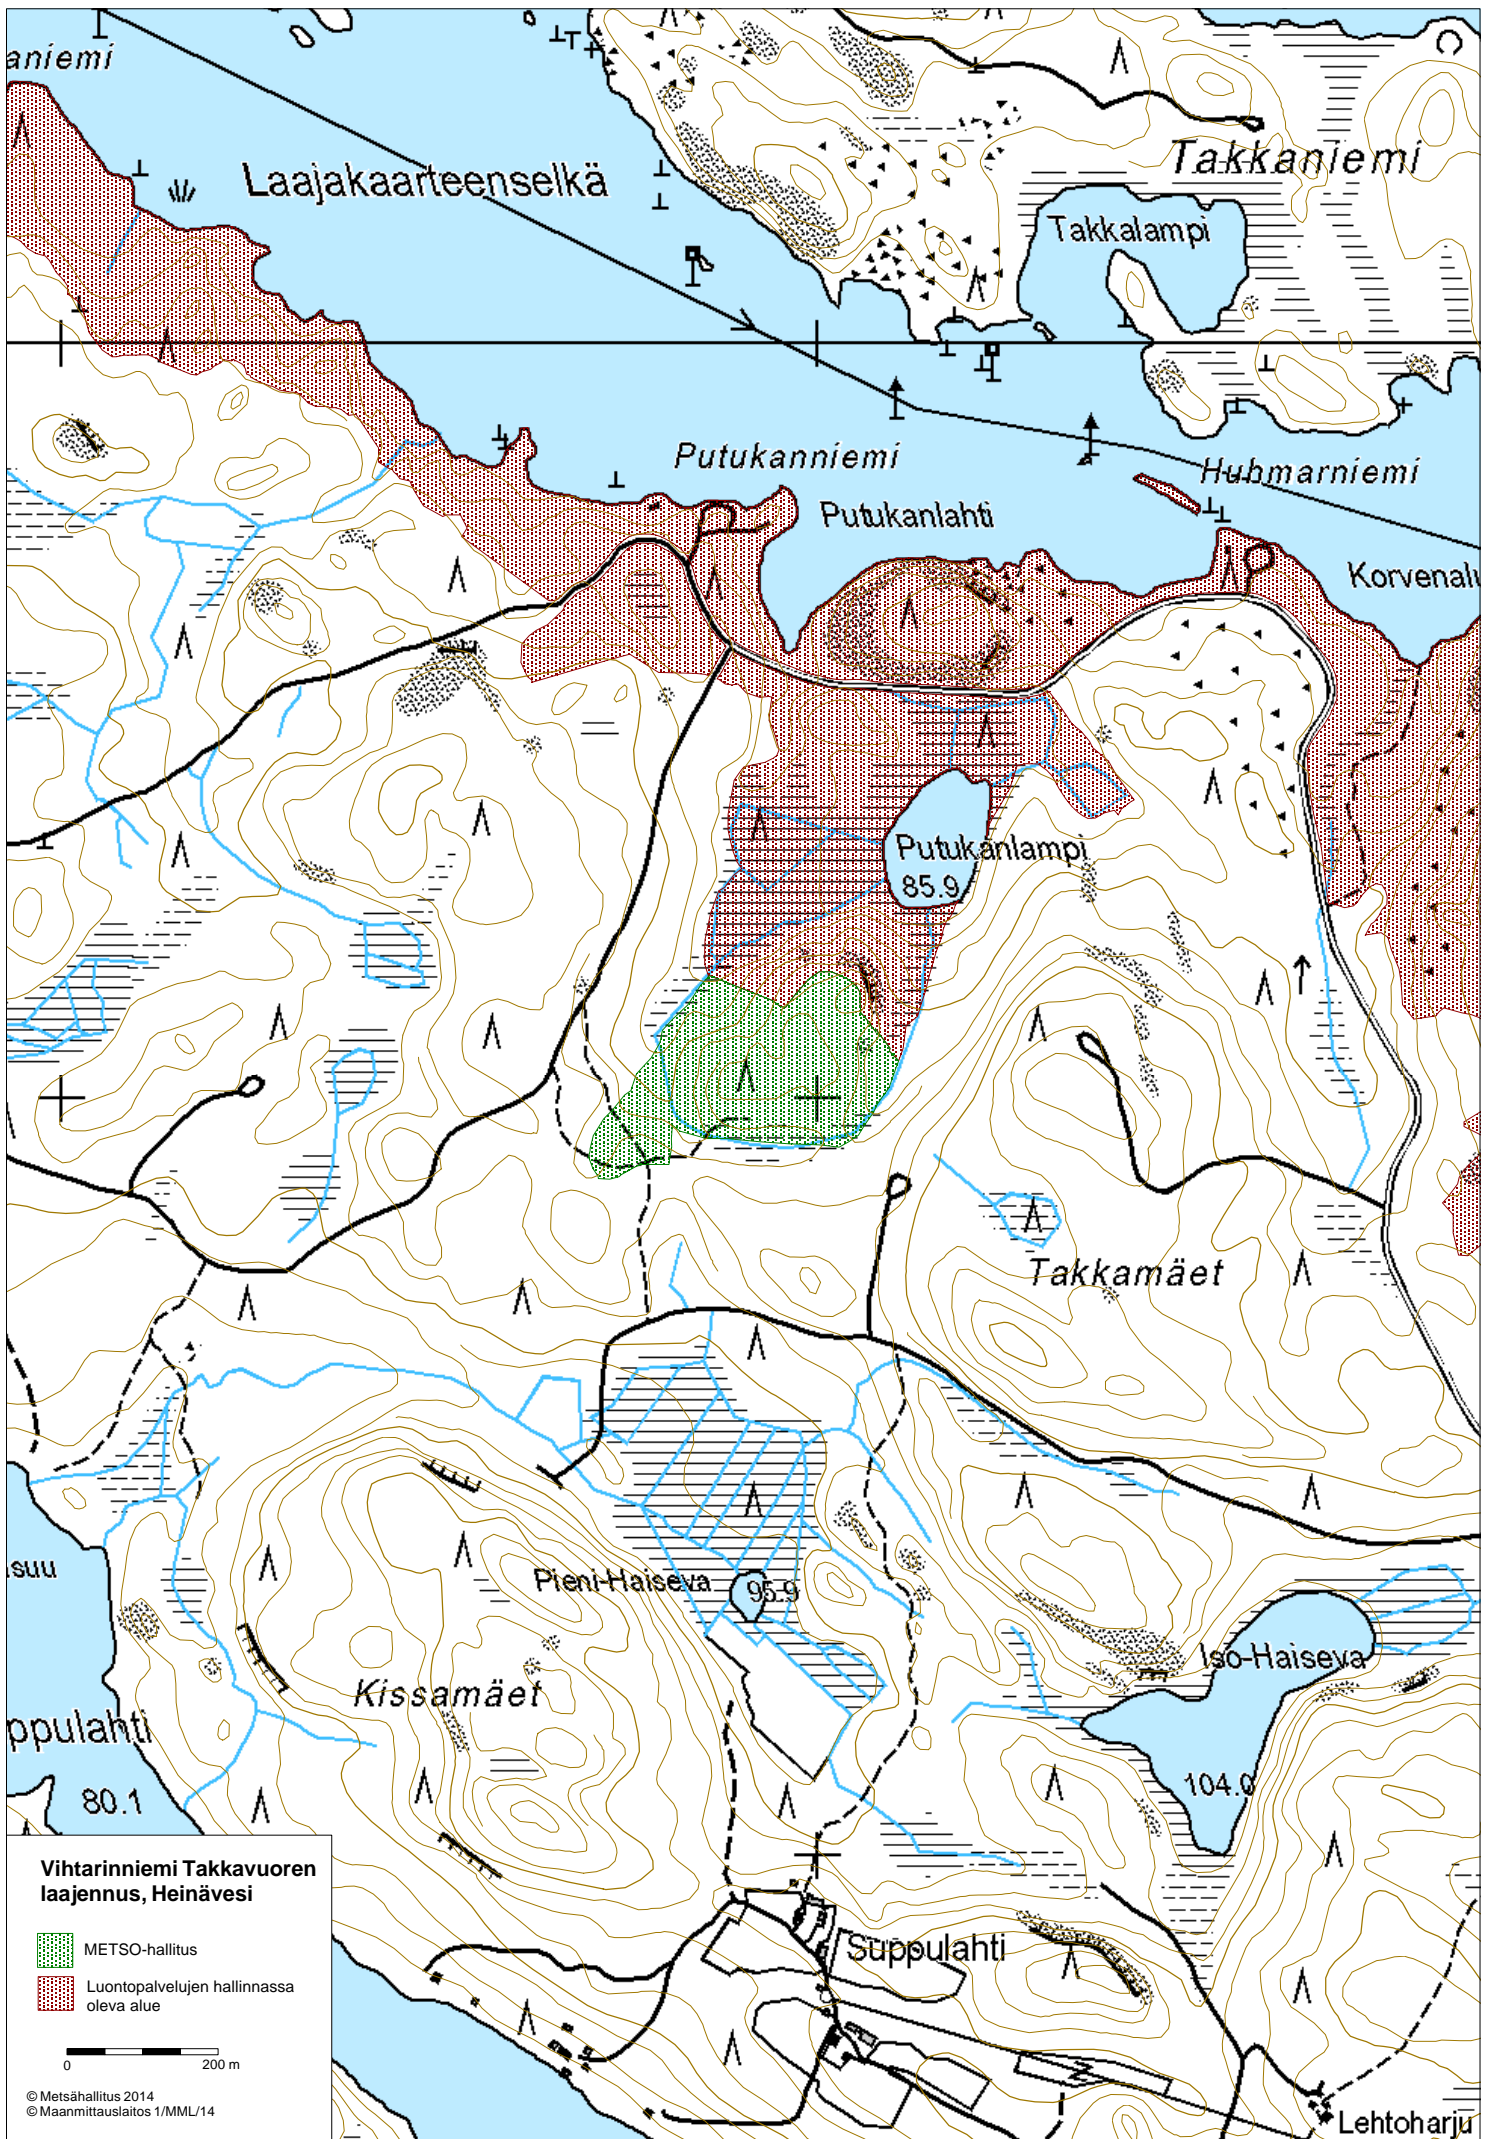 aniemi
Laajakaarteenselkä
Takkaniemi
Takkalampi
Putukanniemi
Huhmarniemi
Putukanlahti
Korvenalu
Putukanlampi
85.9
Takkamäet
suu
Pieni-Haiseva
95.9
Iso-Haiseva
Kissamäet
ppulahti
80.1
104.0
Suppulahti
Lehtoharju
Vihtarinniemi Takkavuoren
laajennus, Heinävesi
METSO-hallitus
Luontopalvelujen hallinnassa
oleva alue
0 200 m
© Metsähallitus 2014
© Maanmittauslaitos 1/MML/14